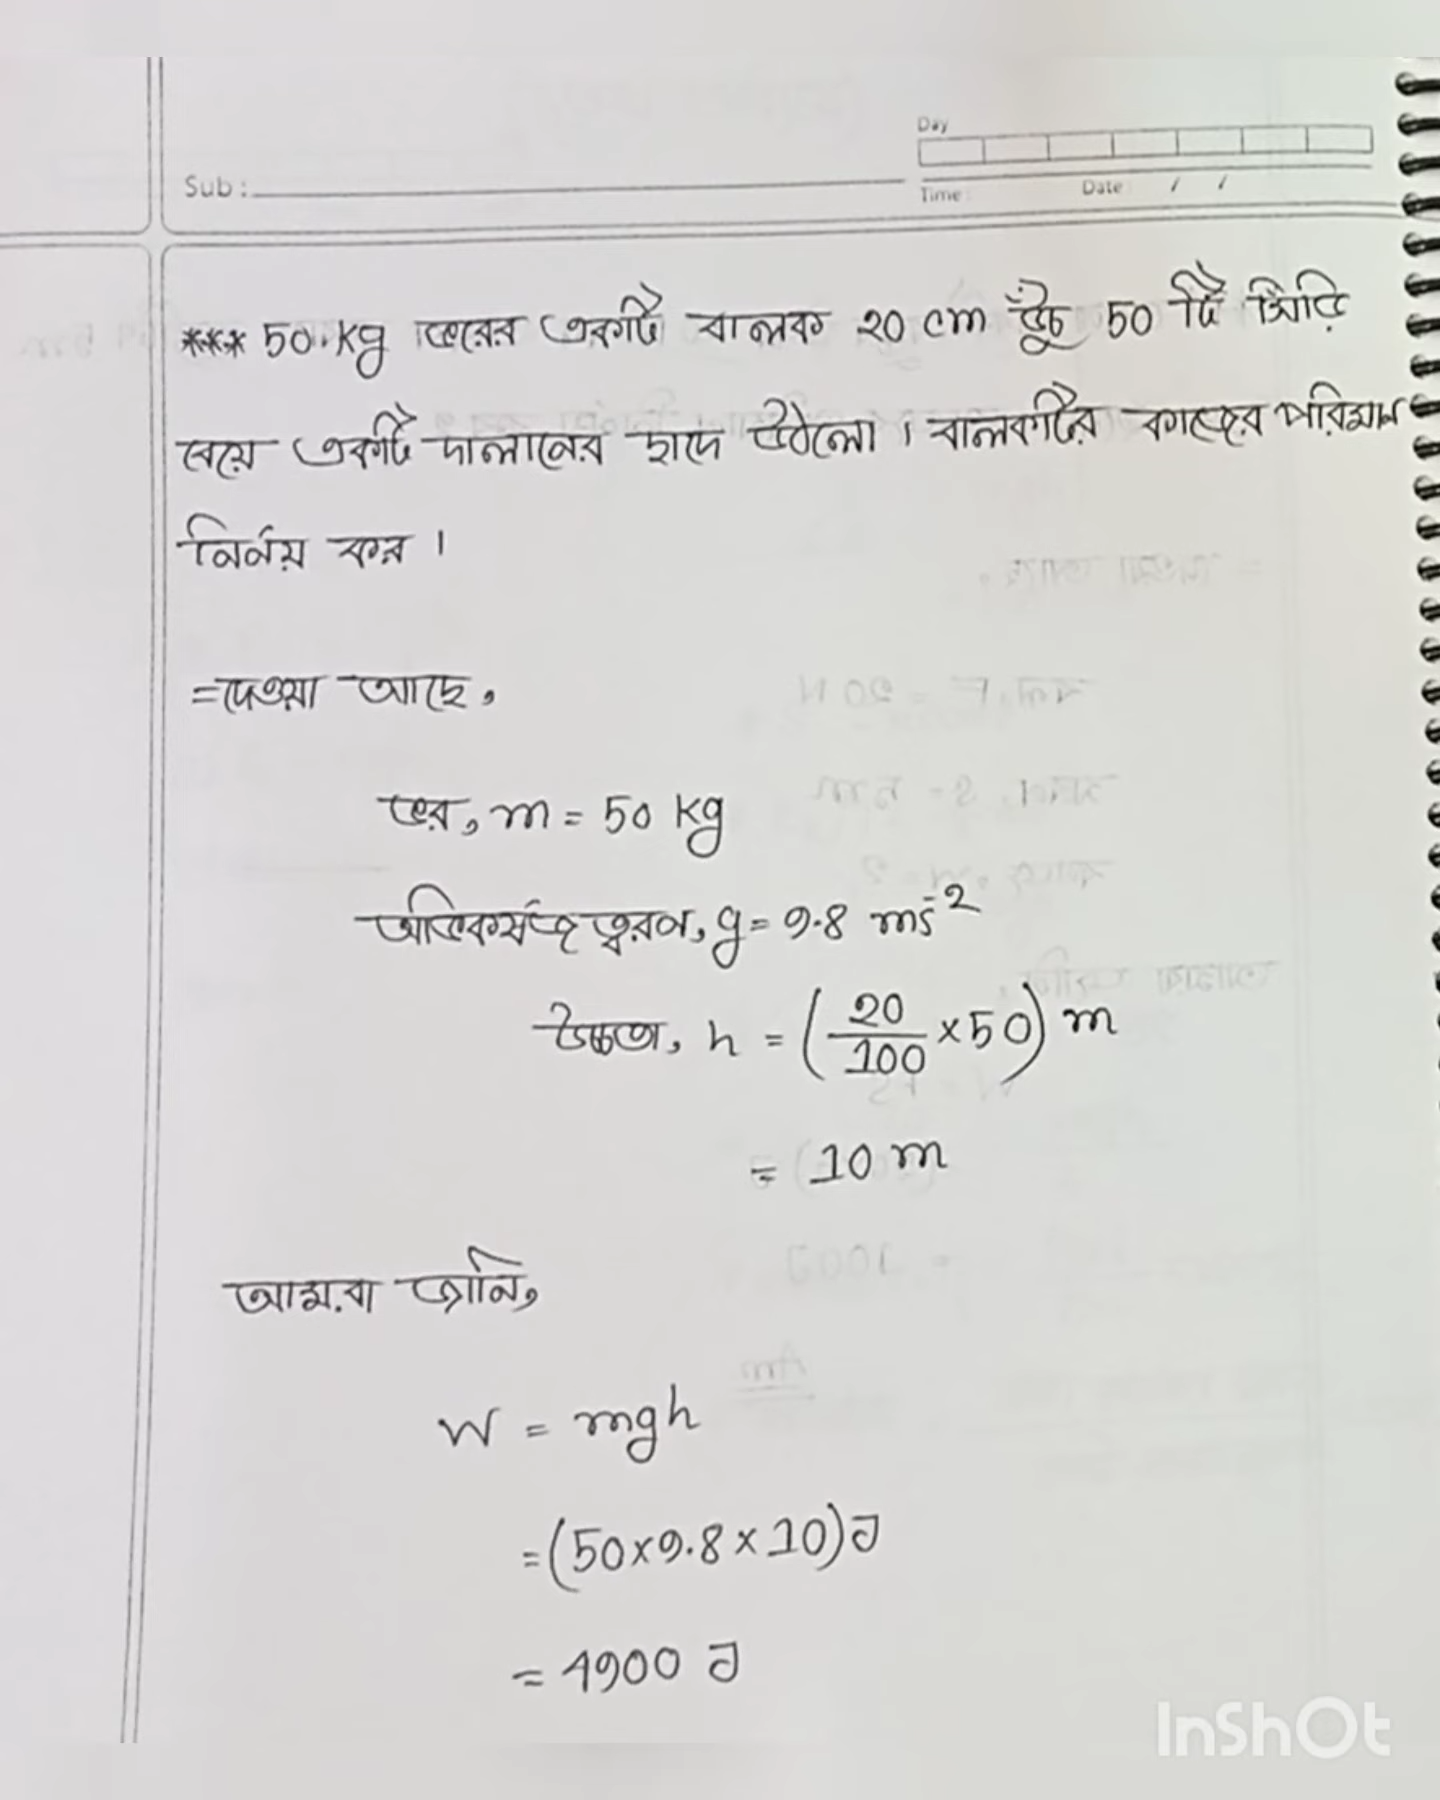 Day
Sub :
Time :
Date / /
*** 50 kg ভরের একটি বালক 20 cm উঁচু 50 টি সিঁড়ি
বেয়ে একটি দালানের ছাদে উঠলো। বালকটির কাজের পরিমান
নির্নয় কর ।
= দেওয়া আছে,
ভর, m = 50 kg
অভিকর্ষজ ত্বরণ, g = 9.8 ms⁻²
উচ্চতা, h = (20/100 × 50) m
= 10 m
আমরা জানি,
W = mgh
= (50 × 9.8 × 10) J
= 4900 J
InShOt